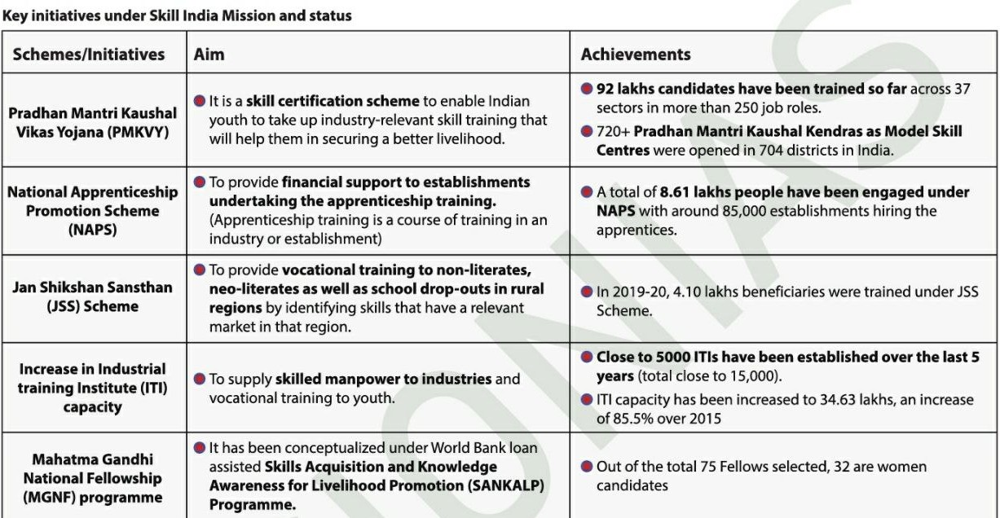 Key initiatives under Skill India Mission and status
Schemes/Initiatives
Aim
Achievements
Pradhan Mantri Kaushal
Vikas Yojana (PMKVY)
It is a skill certification scheme to enable Indian
youth to take up industry-relevant skill training that
will help them in securing a better livelihood.
92 lakhs candidates have been trained so far across 37
sectors in more than 250 job roles.
720+ Pradhan Mantri Kaushal Kendras as Model Skill
Centres were opened in 704 districts in India.
National Apprenticeship
Promotion Scheme
(NAPS)
To provide financial support to establishments
undertaking the apprenticeship training.
(Apprenticeship training is a course of training in an
industry or establishment)
A total of 8.61 lakhs people have been engaged under
NAPS with around 85,000 establishments hiring the
apprentices.
Jan Shikshan Sansthan
(JSS) Scheme
To provide vocational training to non-literates,
neo-literates as well as school drop-outs in rural
regions by identifying skills that have a relevant
market in that region.
In 2019-20, 4.10 lakhs beneficiaries were trained under JSS
Scheme.
Increase in Industrial
training Institute (ITI)
capacity
To supply skilled manpower to industries and
vocational training to youth.
Close to 5000 ITIs have been established over the last 5
years (total close to 15,000).
ITI capacity has been increased to 34.63 lakhs, an increase
of 85.5% over 2015
Mahatma Gandhi
National Fellowship
(MGNF) programme
It has been conceptualized under World Bank loan
assisted Skills Acquisition and Knowledge
Awareness for Livelihood Promotion (SANKALP)
Programme.
Out of the total 75 Fellows selected, 32 are women
candidates